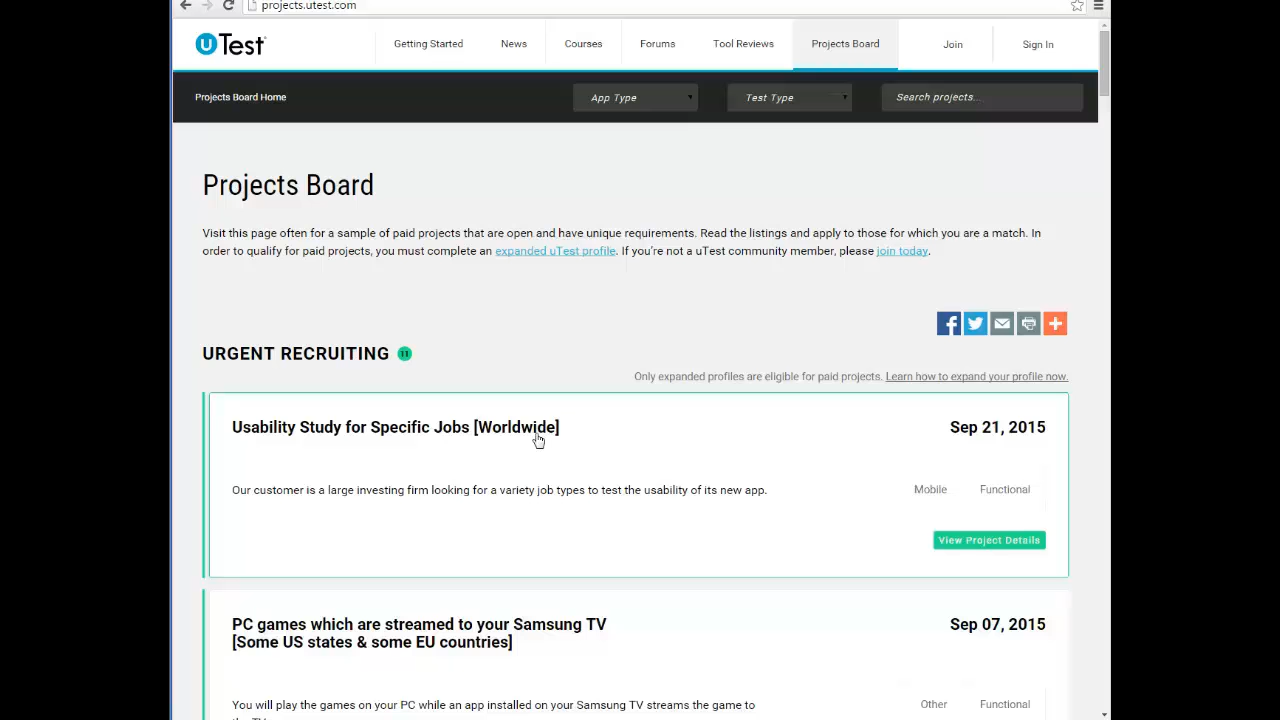 projects.utest.com
uTest
Getting Started
News
Courses
Forums
Tool Reviews
Projects Board
Join
Sign In
Projects Board Home
App Type
Test Type
Search projects...
Projects Board
Visit this page often for a sample of paid projects that are open and have unique requirements. Read the listings and apply to those for which you are a match. In
order to qualify for paid projects, you must complete an expanded uTest profile. If you're not a uTest community member, please join today.
URGENT RECRUITING 11
Only expanded profiles are eligible for paid projects. Learn how to expand your profile now.
Usability Study for Specific Jobs [Worldwide]
Sep 21, 2015
Our customer is a large investing firm looking for a variety job types to test the usability of its new app.
Mobile
Functional
View Project Details
PC games which are streamed to your Samsung TV
[Some US states & some EU countries]
Sep 07, 2015
You will play the games on your PC while an app installed on your Samsung TV streams the game to
the TV
Other
Functional